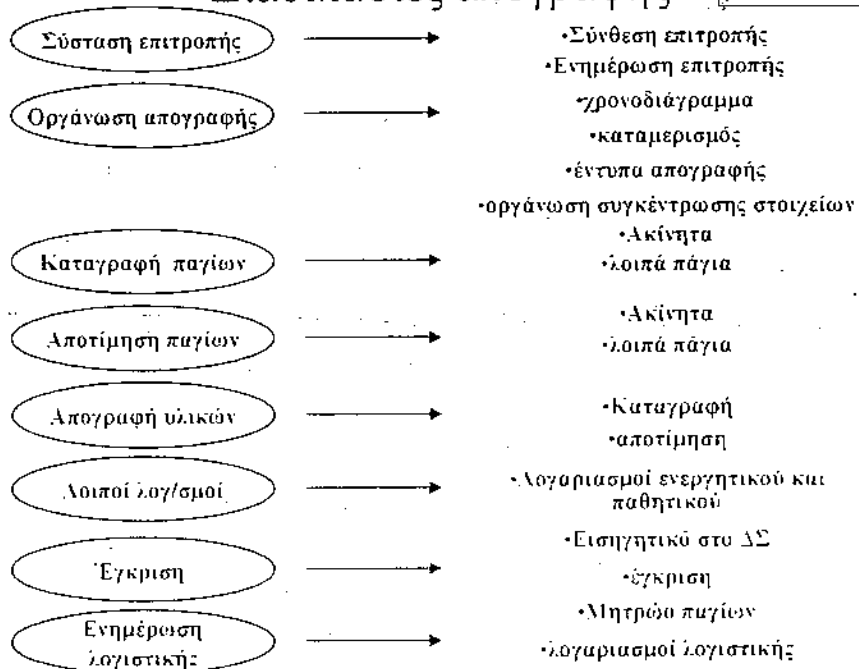 Σύσταση επιτροπής
•Σύνθεση επιτροπής
•Ενημέρωση επιτροπής
Οργάνωση απογραφής
•χρονοδιάγραμμα
•καταμερισμός
•έντυπα απογραφής
•οργάνωση συγκέντρωσης στοιχείων
Καταγραφή παγίων
•Ακίνητα
•λοιπά πάγια
Αποτίμηση παγίων
•Ακίνητα
•λοιπά πάγια
Απογραφή υλικών
•Καταγραφή
•αποτίμηση
Λοιποί λογ/σμοί
•Λογαριασμοί ενεργητικού και
παθητικού
Έγκριση
•Εισηγητικό στο ΔΣ
•έγκριση
Ενημέρωση
λογιστικής
•Μητρώο παγίων
•λογαριασμοί λογιστικής